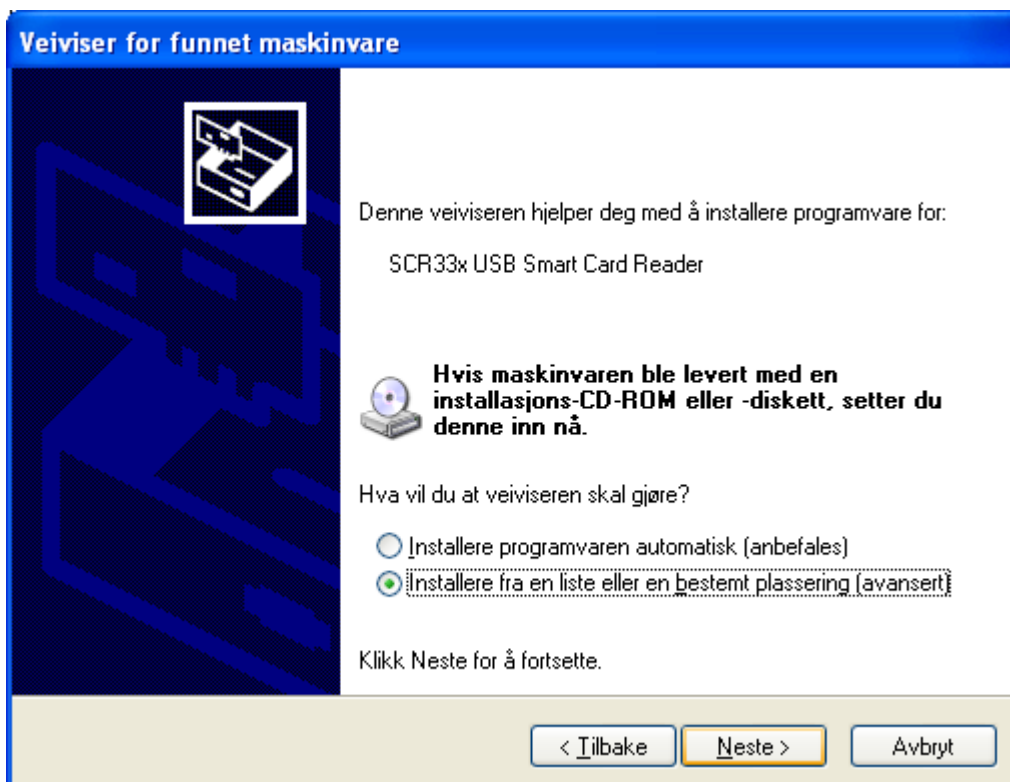 Veiviser for funnet maskinvare
Denne veiviseren hjelper deg med å installere programvare for:
SCR33x USB Smart Card Reader
Hvis maskinvaren ble levert med en
installasjons-CD-ROM eller -diskett, setter du
denne inn nå.
Hva vil du at veiviseren skal gjøre?
Installere programvaren automatisk (anbefales)
Installere fra en liste eller en bestemt plassering (avansert)
Klikk Neste for å fortsette.
< Tilbake Neste > Avbryt